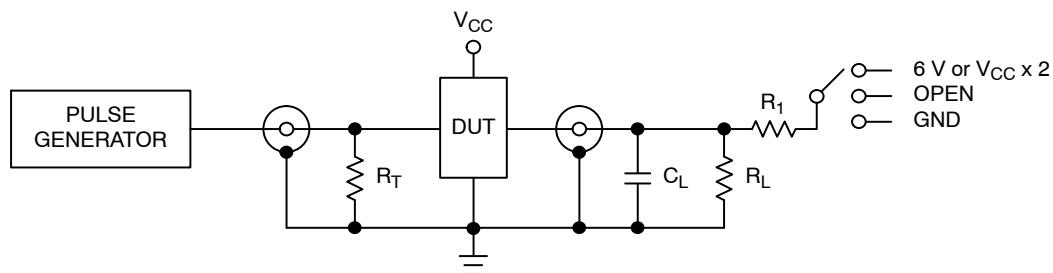 V_CC
6 V or V_CC x 2
OPEN
GND
PULSE
GENERATOR
DUT
R_1
R_T
C_L
R_L